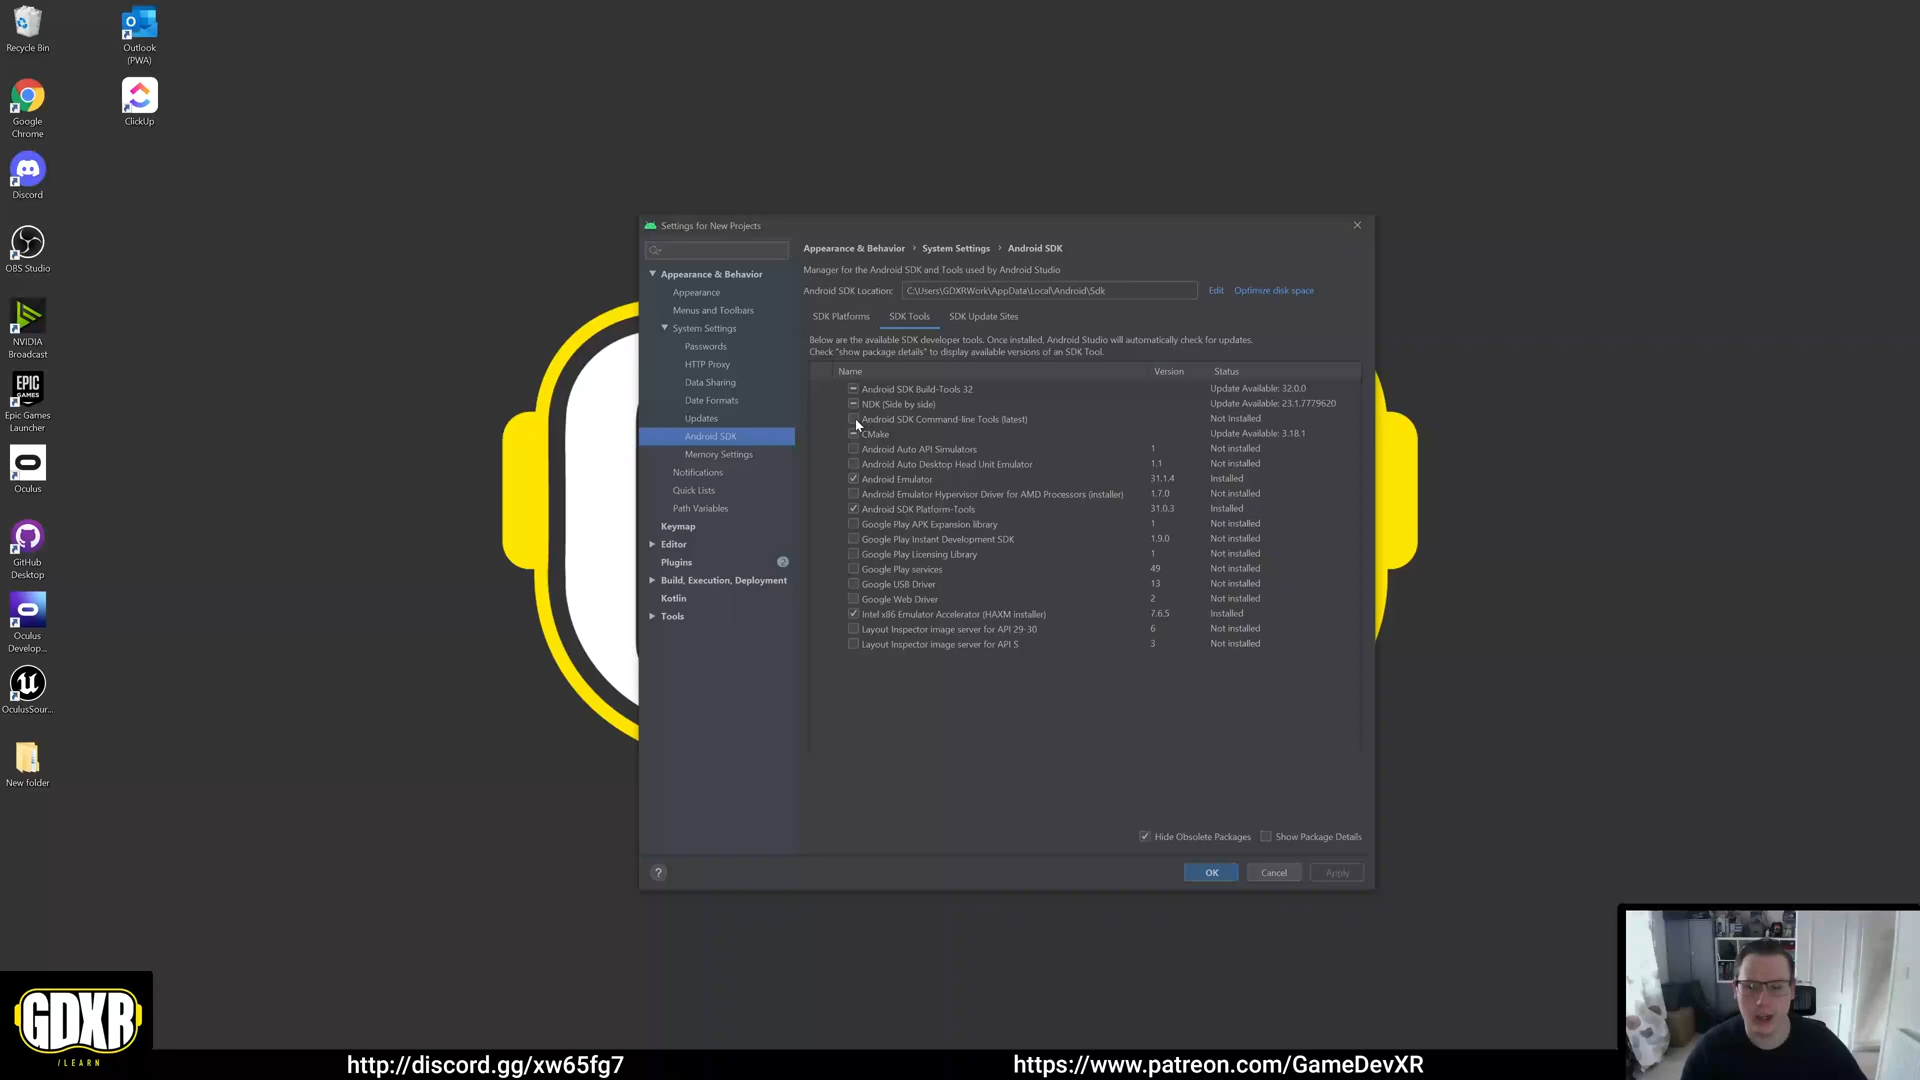 Recycle Bin
Outlook
(PWA)
Google
Chrome
ClickUp
Discord
OBS Studio
NVIDIA
Broadcast
EPIC
GAMES
Epic Games
Launcher
Oculus
GitHub
Desktop
Oculus
Develop...
OculusSour...
New folder
Settings for New Projects
Appearance & Behavior
Appearance
Menus and Toolbars
System Settings
Passwords
HTTP Proxy
Data Sharing
Date Formats
Updates
Android SDK
Memory Settings
Notifications
Quick Lists
Path Variables
Keymap
Editor
Plugins 2
Build, Execution, Deployment
Kotlin
Tools
Appearance & Behavior › System Settings › Android SDK
Manager for the Android SDK and Tools used by Android Studio
Android SDK Location: C:\Users\GDXRWork\AppData\Local\Android\Sdk Edit Optimize disk space
SDK Platforms SDK Tools SDK Update Sites
Below are the available SDK developer tools. Once installed, Android Studio will automatically check for updates.
Check "show package details" to display available versions of an SDK Tool.
Name Version Status
Android SDK Build-Tools 32 Update Available: 32.0.0
NDK (Side by side) Update Available: 23.1.7779620
Android SDK Command-line Tools (latest) Not Installed
CMake Update Available: 3.18.1
Android Auto API Simulators 1 Not installed
Android Auto Desktop Head Unit Emulator 1.1 Not installed
Android Emulator 31.1.4 Installed
Android Emulator Hypervisor Driver for AMD Processors (installer) 1.7.0 Not installed
Android SDK Platform-Tools 31.0.3 Installed
Google Play APK Expansion library 1 Not installed
Google Play Instant Development SDK 1.9.0 Not installed
Google Play Licensing Library 1 Not installed
Google Play services 49 Not installed
Google USB Driver 13 Not installed
Google Web Driver 2 Not installed
Intel x86 Emulator Accelerator (HAXM installer) 7.6.5 Installed
Layout Inspector image server for API 29-30 6 Not installed
Layout Inspector image server for API S 3 Not installed
Hide Obsolete Packages Show Package Details
? OK Cancel Apply
GDXR
/LEARN
http://discord.gg/xw65fg7
https://www.patreon.com/GameDevXR